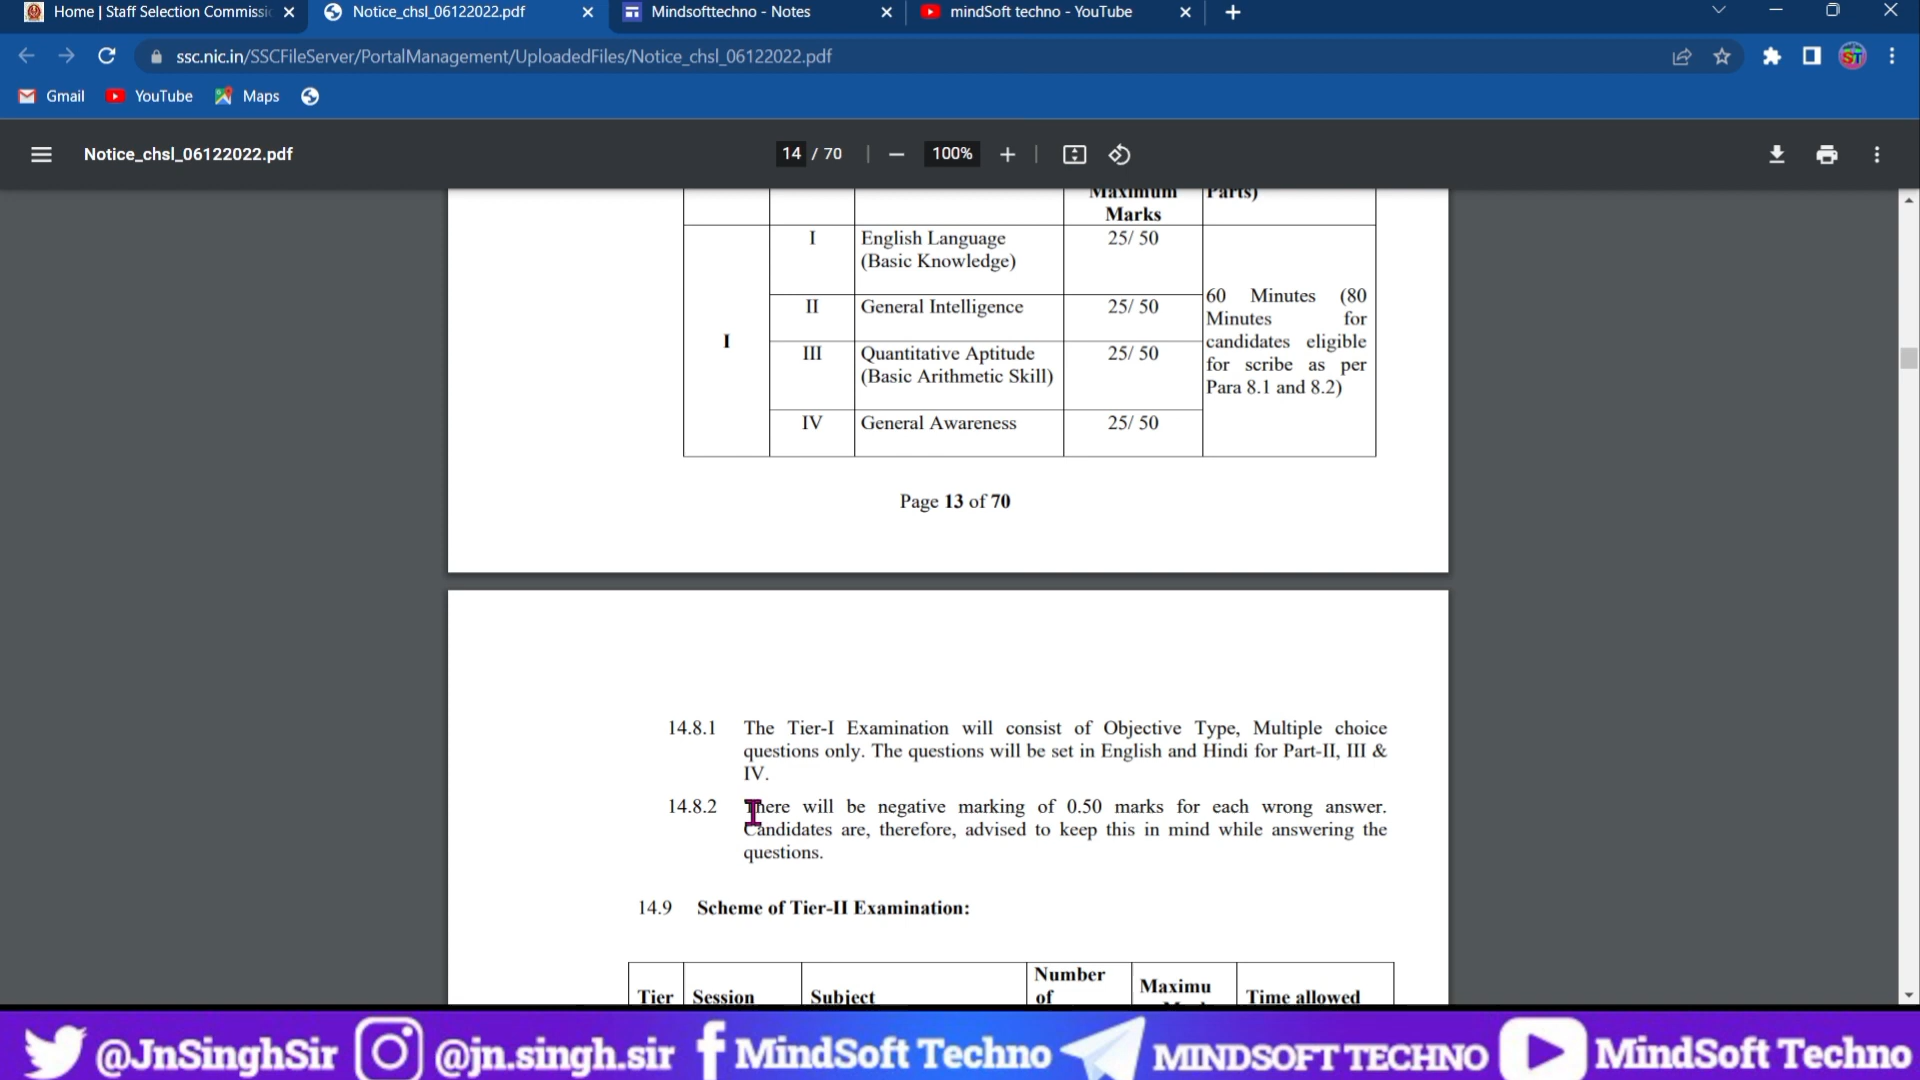 Home | Staff Selection Commissi
Notice_chsl_06122022.pdf
Mindsofttechno - Notes
mindSoft techno - YouTube
ssc.nic.in/SSCFileServer/PortalManagement/UploadedFiles/Notice_chsl_06122022.pdf
ST
Gmail
YouTube
Maps
Notice_chsl_06122022.pdf
14 / 70
100%
Maximum
Marks
Parts)
I
I
English Language
(Basic Knowledge)
25/ 50
II
General Intelligence
25/ 50
III
Quantitative Aptitude
(Basic Arithmetic Skill)
25/ 50
IV
General Awareness
25/ 50
60 Minutes (80
Minutes for
candidates eligible
for scribe as per
Para 8.1 and 8.2)
Page 13 of 70
14.8.1 The Tier-I Examination will consist of Objective Type, Multiple choice
questions only. The questions will be set in English and Hindi for Part-II, III &
IV.
14.8.2 There will be negative marking of 0.50 marks for each wrong answer.
Candidates are, therefore, advised to keep this in mind while answering the
questions.
14.9 Scheme of Tier-II Examination:
Tier
Session
Subject
Number
of
Maximu
Time allowed
@JnSinghSir
@jn.singh.sir
MindSoft Techno
MINDSOFT TECHNO
MindSoft Techno